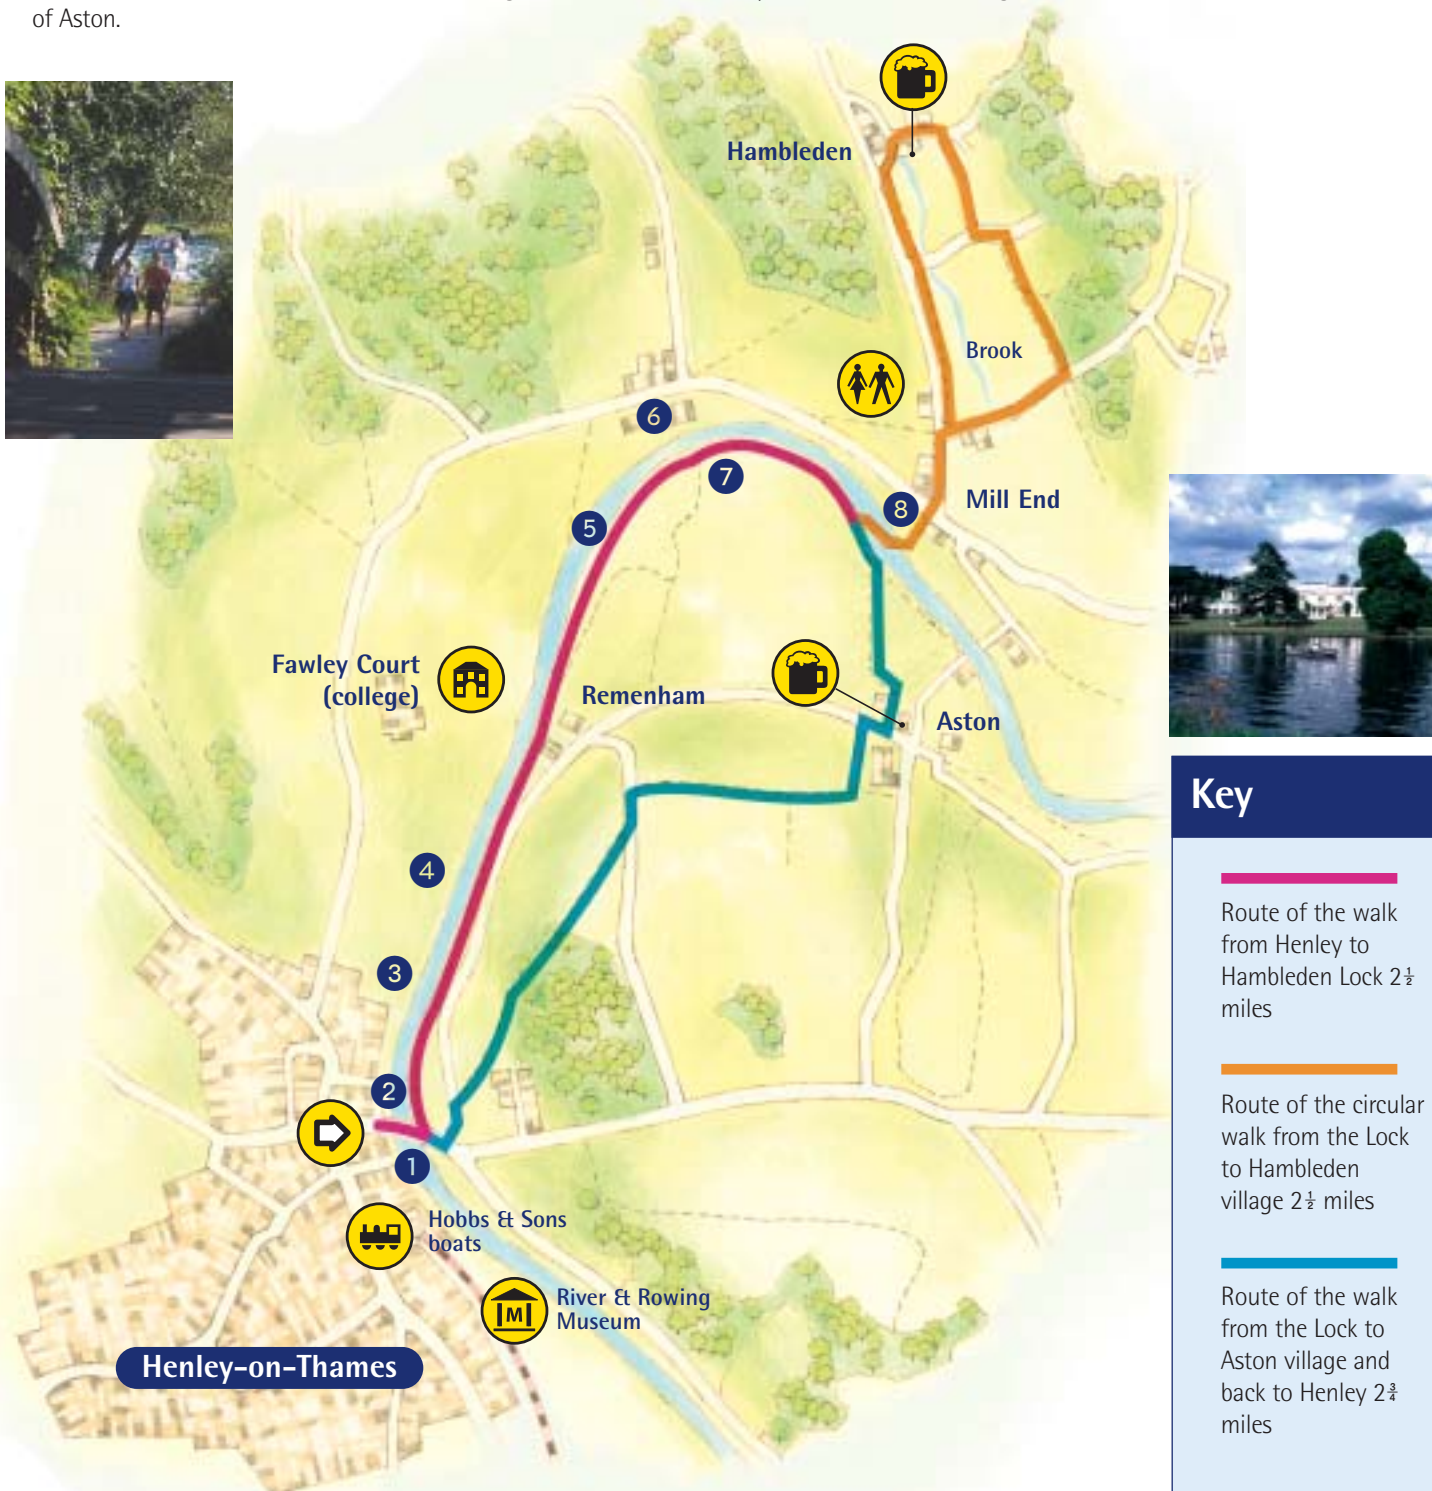 of Aston.
Hambleden
Brook
6
7
Mill End
8
5
Fawley Court
(college)
Remenham
Aston
Key
4
Route of the walk
from Henley to
Hambleden Lock 2½
miles
3
2
Route of the circular
walk from the Lock
to Hambleden
village 2½ miles
1
Hobbs & Sons
boats
M
River & Rowing
Museum
Route of the walk
from the Lock to
Aston village and
back to Henley 2¾
miles
Henley-on-Thames